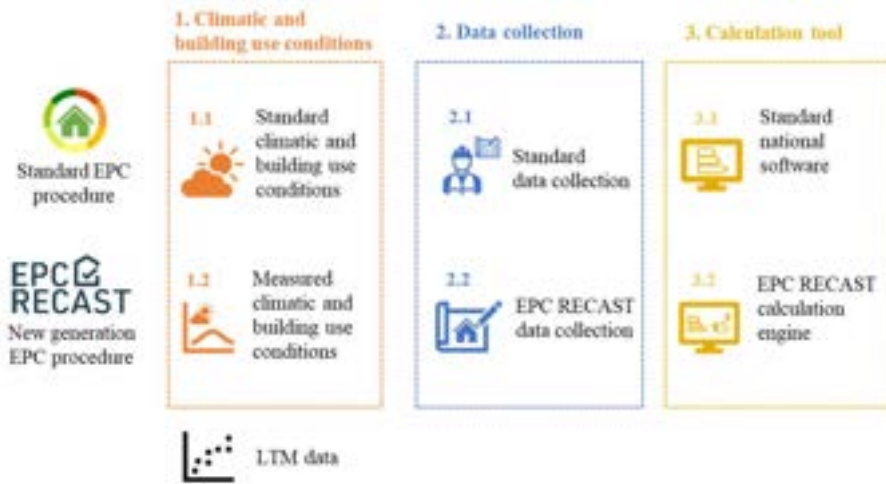 1. Climatic and
building use conditions
2. Data collection
3. Calculation tool
Standard EPC
procedure
1.1
Standard
climatic and
building use
conditions
2.1
Standard
data collection
3.1
Standard
national
software
EPC
RECAST
New generation
EPC procedure
1.2
Measured
climatic and
building use
conditions
2.2
EPC RECAST
data collection
3.2
EPC RECAST
calculation
engine
LTM data